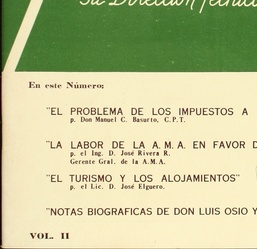 Su Dirección
En este Número:
"EL PROBLEMA DE LOS IMPUESTOS A
p. Don Manuel C. Basurto, C.P.T.
"LA LABOR DE LA A.M.A. EN FAVOR D
p. el Ing. D. José Rivera R.
Gerente Gral. de la A.M.A.
"EL TURISMO Y LOS ALOJAMIENTOS"
p. el Lic. D. José Elguero.
"NOTAS BIOGRAFICAS DE DON LUIS OSIO Y
VOL. II